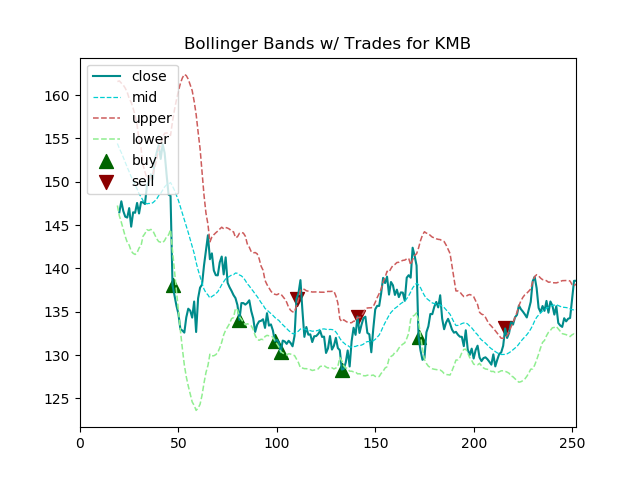 Bollinger Bands w/ Trades for KMB
160
155
150
145
140
135
130
125
0 50 100 150 200 250
close
mid
upper
lower
buy
sell